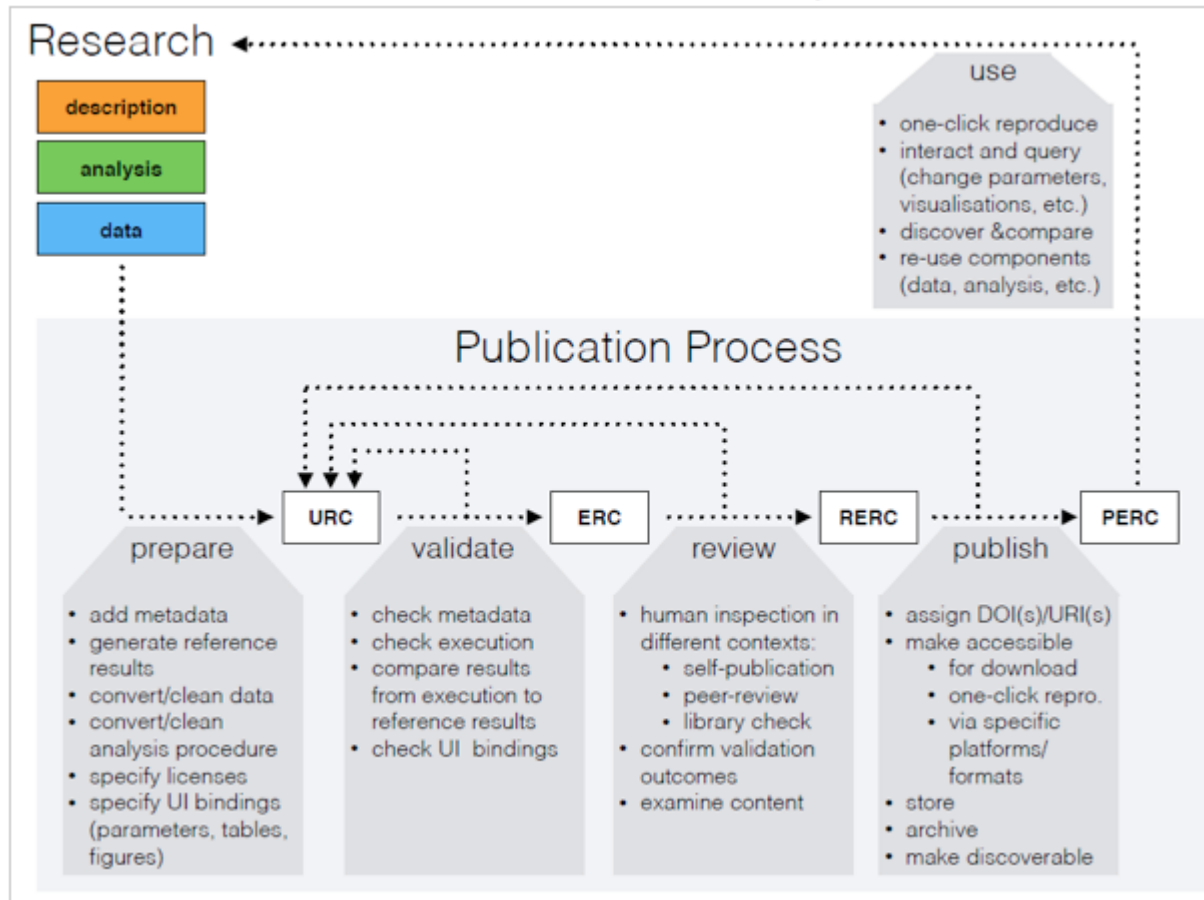 Research
description
analysis
data
use
• one-click reproduce
• interact and query
(change parameters,
visualisations, etc.)
• discover &compare
• re-use components
(data, analysis, etc.)
Publication Process
URC
ERC
RERC
PERC
prepare
• add metadata
• generate reference
results
• convert/clean data
• convert/clean
analysis procedure
• specify licenses
• specify UI bindings
(parameters, tables,
figures)
validate
• check metadata
• check execution
• compare results
from execution to
reference results
• check UI bindings
review
• human inspection in
different contexts:
• self-publication
• peer-review
• library check
• confirm validation
outcomes
• examine content
publish
• assign DOI(s)/URI(s)
• make accessible
• for download
• one-click repro.
• via specific
platforms/
formats
• store
• archive
• make discoverable